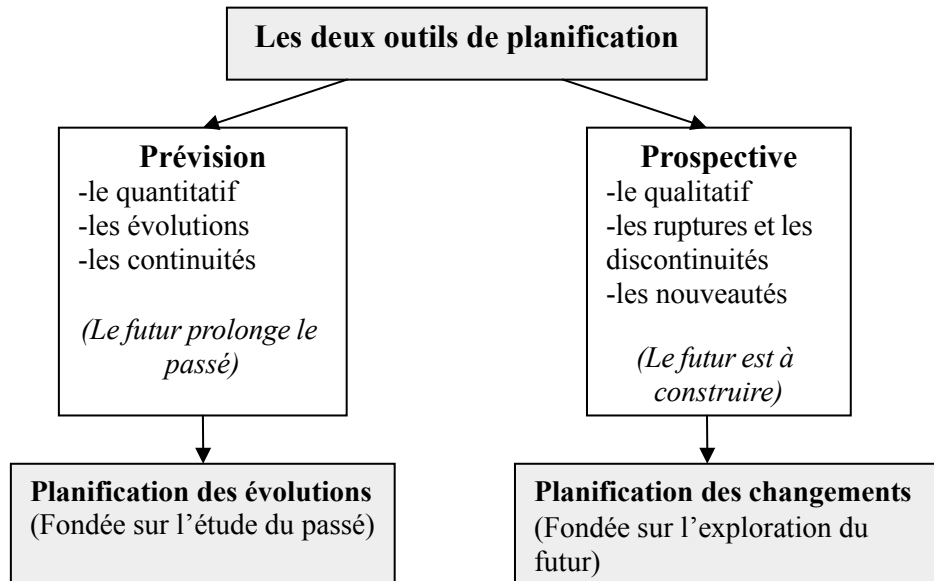 Les deux outils de planification
Prévision
-le quantitatif
-les évolutions
-les continuités
(Le futur prolonge le
passé)
Prospective
-le qualitatif
-les ruptures et les
discontinuités
-les nouveautés
(Le futur est à
construire)
Planification des évolutions
(Fondée sur l’étude du passé)
Planification des changements
(Fondée sur l’exploration du
futur)